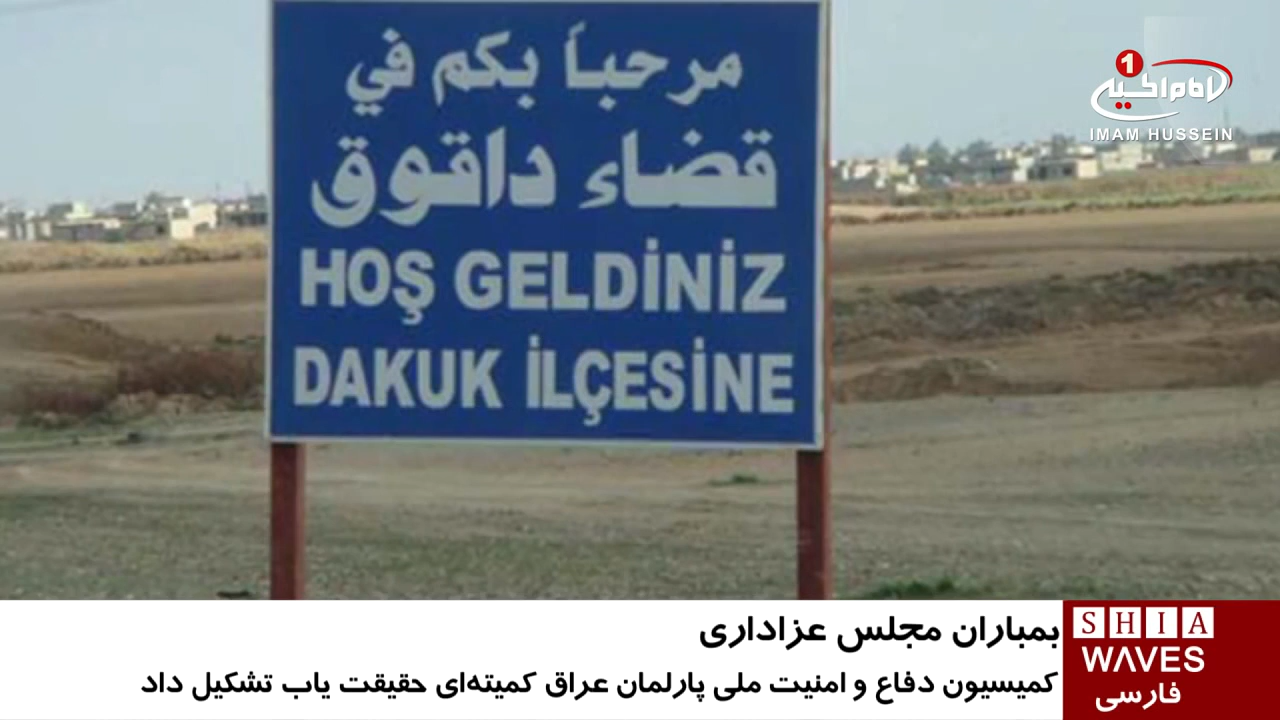 مرحباً بكم في
قضاء داقوق
HOŞ GELDİNİZ
DAKUK İLÇESİNE
1
IMAM HUSSEIN
بمباران مجلس عزاداری
کمیسیون دفاع و امنیت ملی پارلمان عراق کمیته‌ای حقیقت یاب تشکیل داد
SHIA
WAVES
فارسی